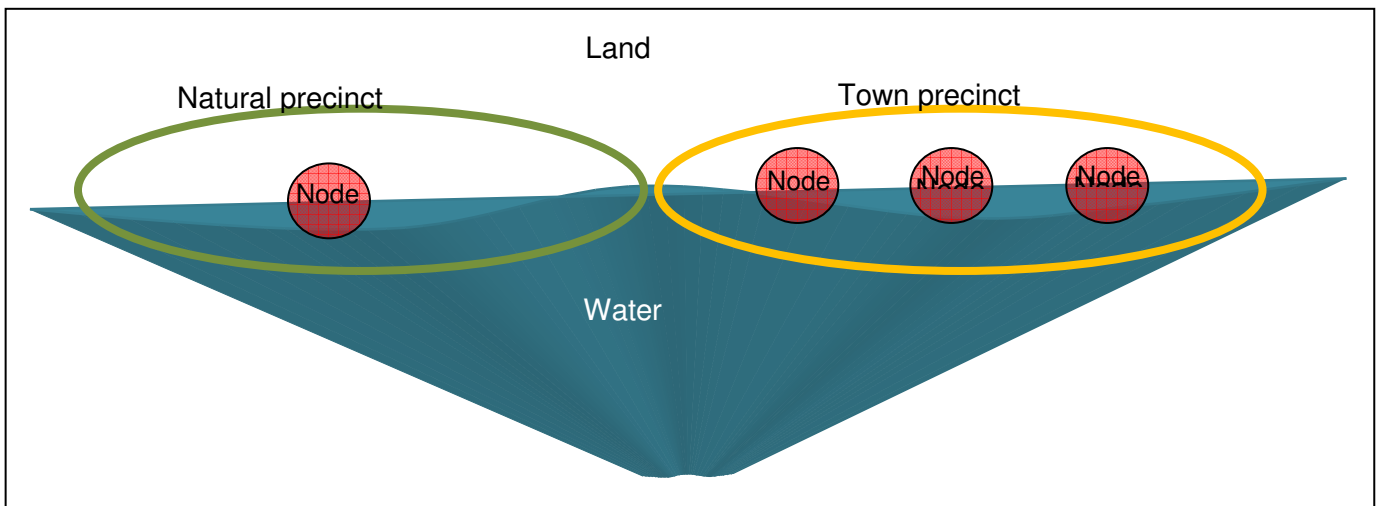 Land
Natural precinct
Town precinct
Node
Node
Node
Node
Water